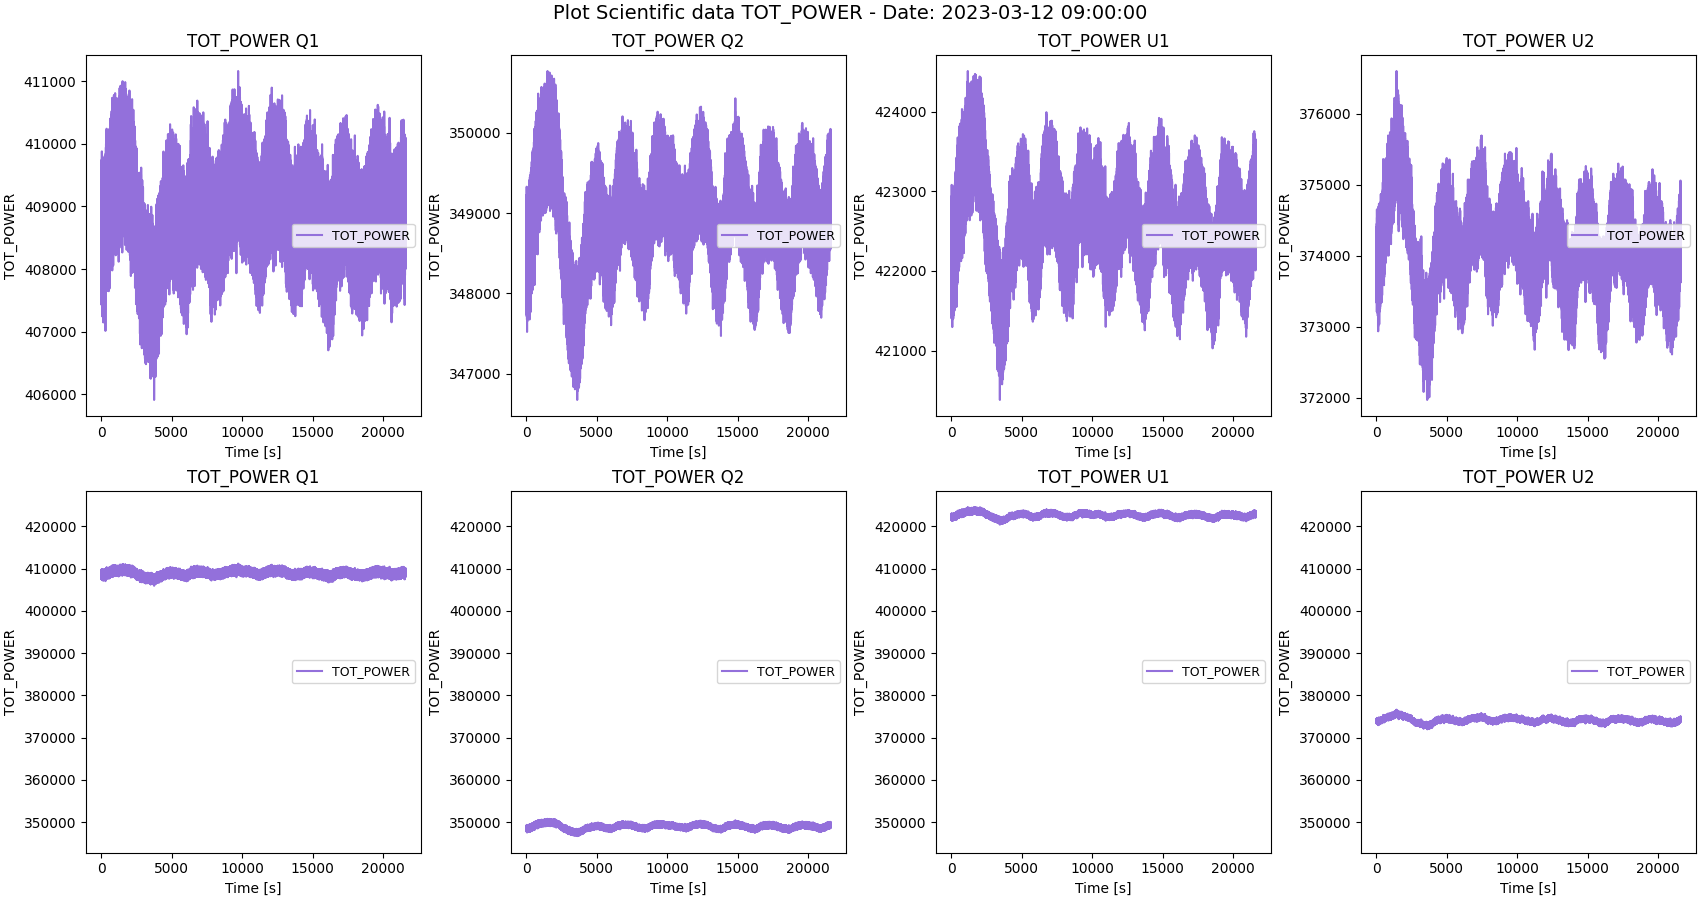 Plot Scientific data TOT_POWER - Date: 2023-03-12 09:00:00
TOT_POWER Q1
TOT_POWER
411000
410000
409000
408000
407000
406000
TOT_POWER
0 5000 10000 15000 20000
Time [s]
TOT_POWER Q2
TOT_POWER
350000
349000
348000
347000
TOT_POWER
0 5000 10000 15000 20000
Time [s]
TOT_POWER U1
TOT_POWER
424000
423000
422000
421000
TOT_POWER
0 5000 10000 15000 20000
Time [s]
TOT_POWER U2
TOT_POWER
376000
375000
374000
373000
372000
TOT_POWER
0 5000 10000 15000 20000
Time [s]
TOT_POWER Q1
TOT_POWER
420000
410000
400000
390000
380000
370000
360000
350000
TOT_POWER
0 5000 10000 15000 20000
Time [s]
TOT_POWER Q2
TOT_POWER
420000
410000
400000
390000
380000
370000
360000
350000
TOT_POWER
0 5000 10000 15000 20000
Time [s]
TOT_POWER U1
TOT_POWER
420000
410000
400000
390000
380000
370000
360000
350000
TOT_POWER
0 5000 10000 15000 20000
Time [s]
TOT_POWER U2
TOT_POWER
420000
410000
400000
390000
380000
370000
360000
350000
TOT_POWER
0 5000 10000 15000 20000
Time [s]